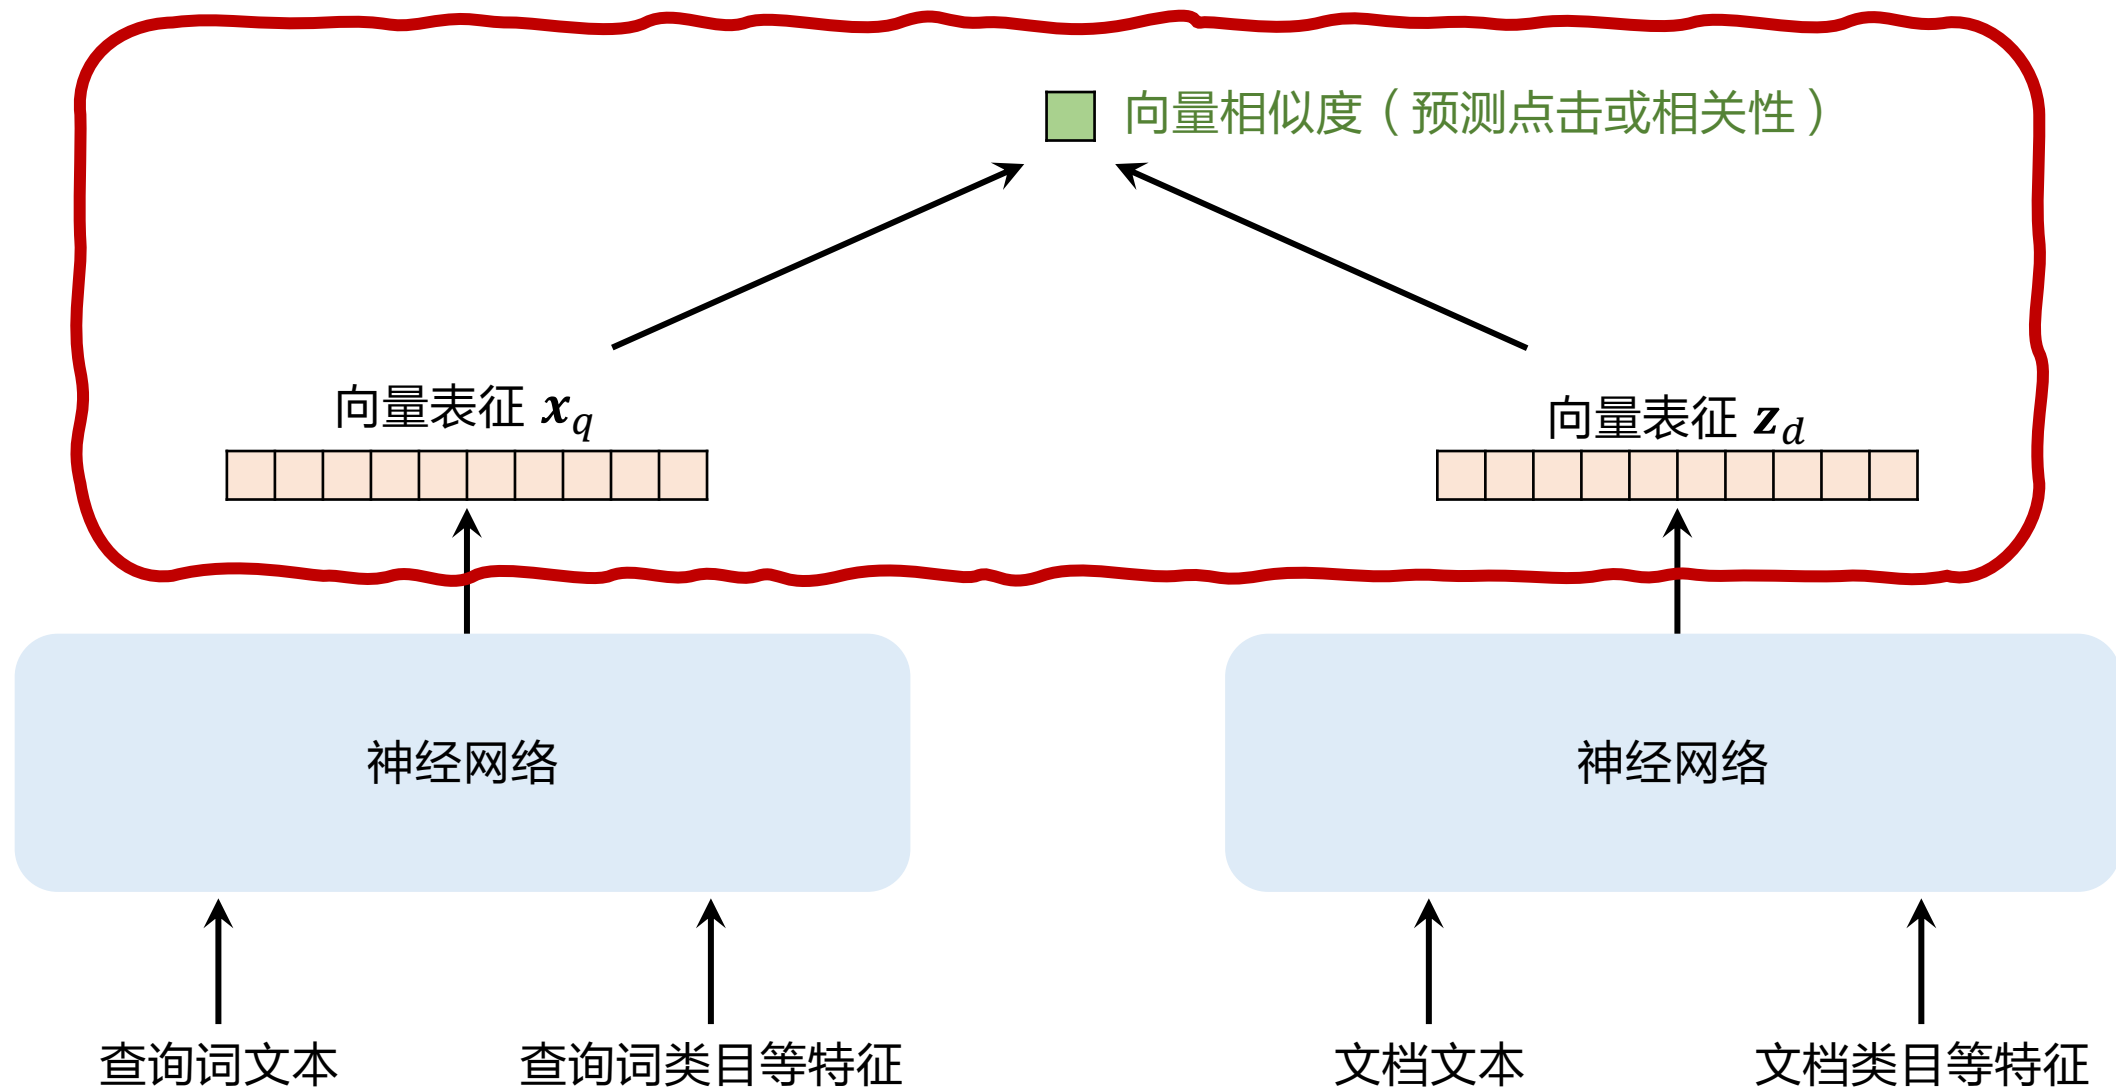 向量相似度（预测点击或相关性）
向量表征 𝒙q
向量表征 𝒛d
神经网络
神经网络
查询词文本
查询词类目等特征
文档文本
文档类目等特征